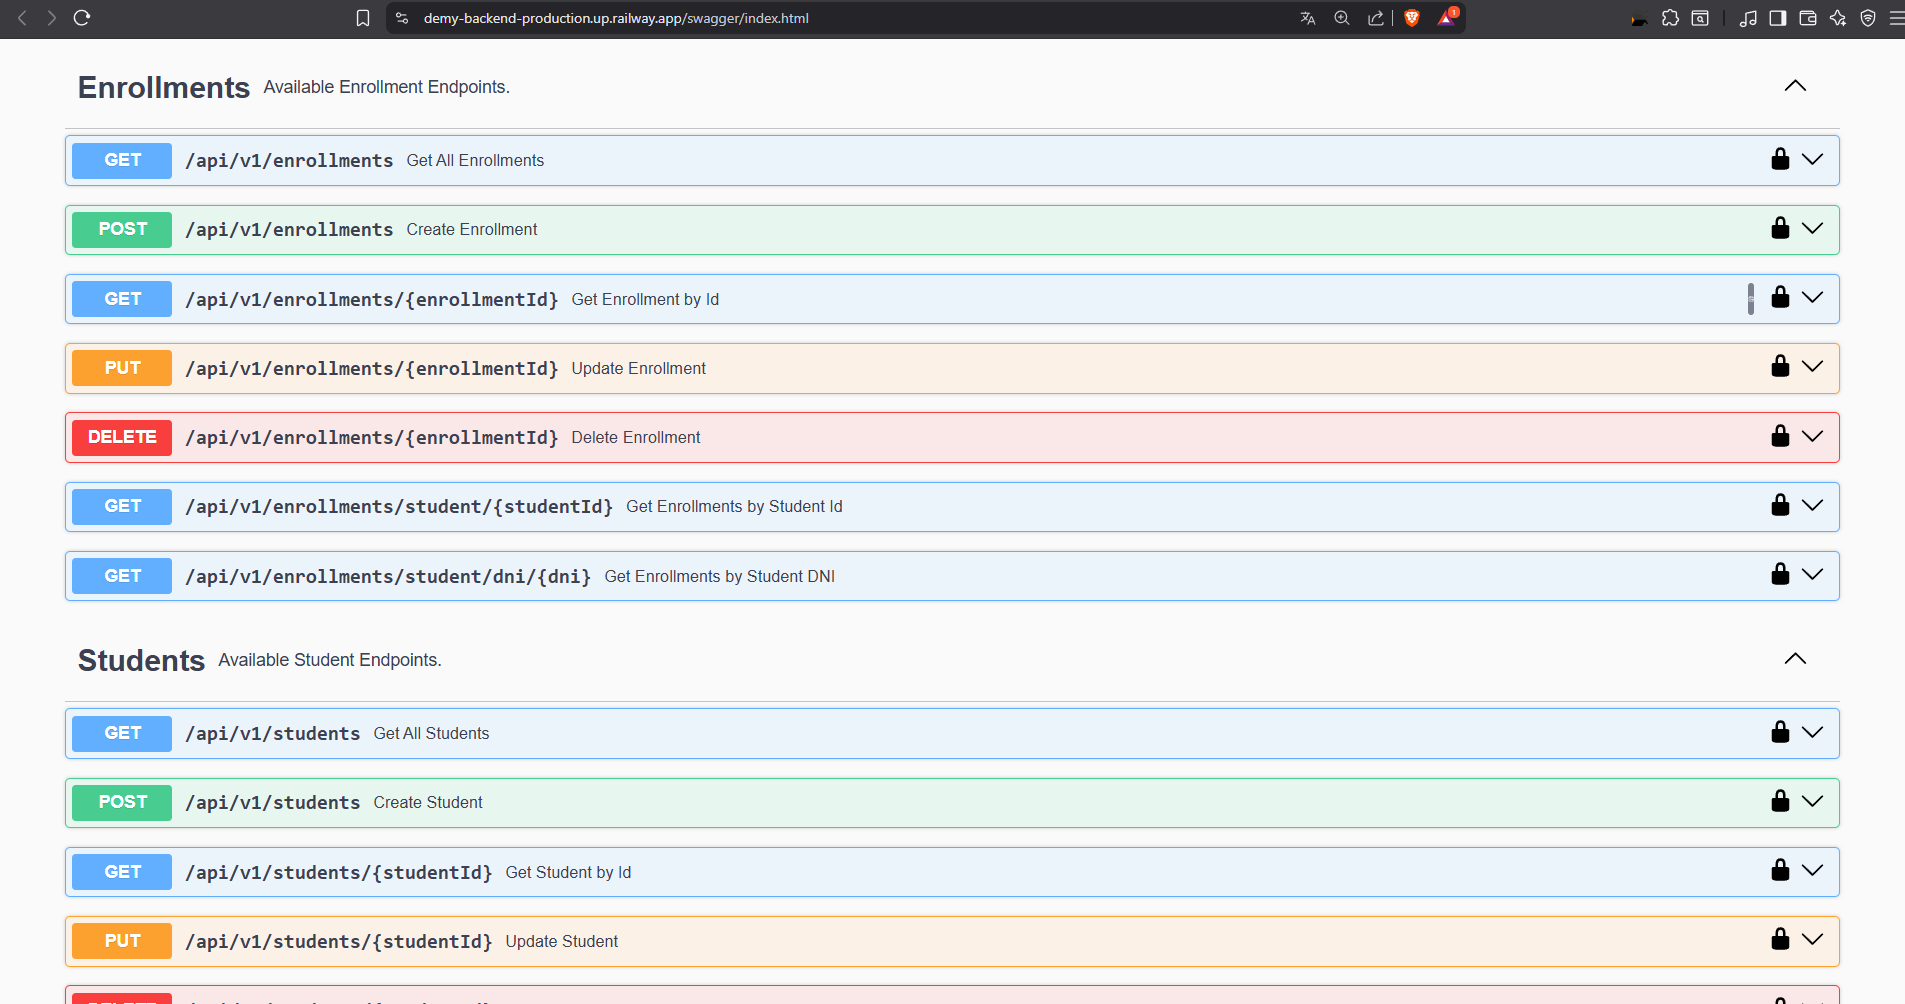 demy-backend-production.up.railway.app/swagger/index.html
1
Enrollments Available Enrollment Endpoints.
GET /api/v1/enrollments Get All Enrollments
POST /api/v1/enrollments Create Enrollment
GET /api/v1/enrollments/{enrollmentId} Get Enrollment by Id
PUT /api/v1/enrollments/{enrollmentId} Update Enrollment
DELETE /api/v1/enrollments/{enrollmentId} Delete Enrollment
GET /api/v1/enrollments/student/{studentId} Get Enrollments by Student Id
GET /api/v1/enrollments/student/dni/{dni} Get Enrollments by Student DNI
Students Available Student Endpoints.
GET /api/v1/students Get All Students
POST /api/v1/students Create Student
GET /api/v1/students/{studentId} Get Student by Id
PUT /api/v1/students/{studentId} Update Student